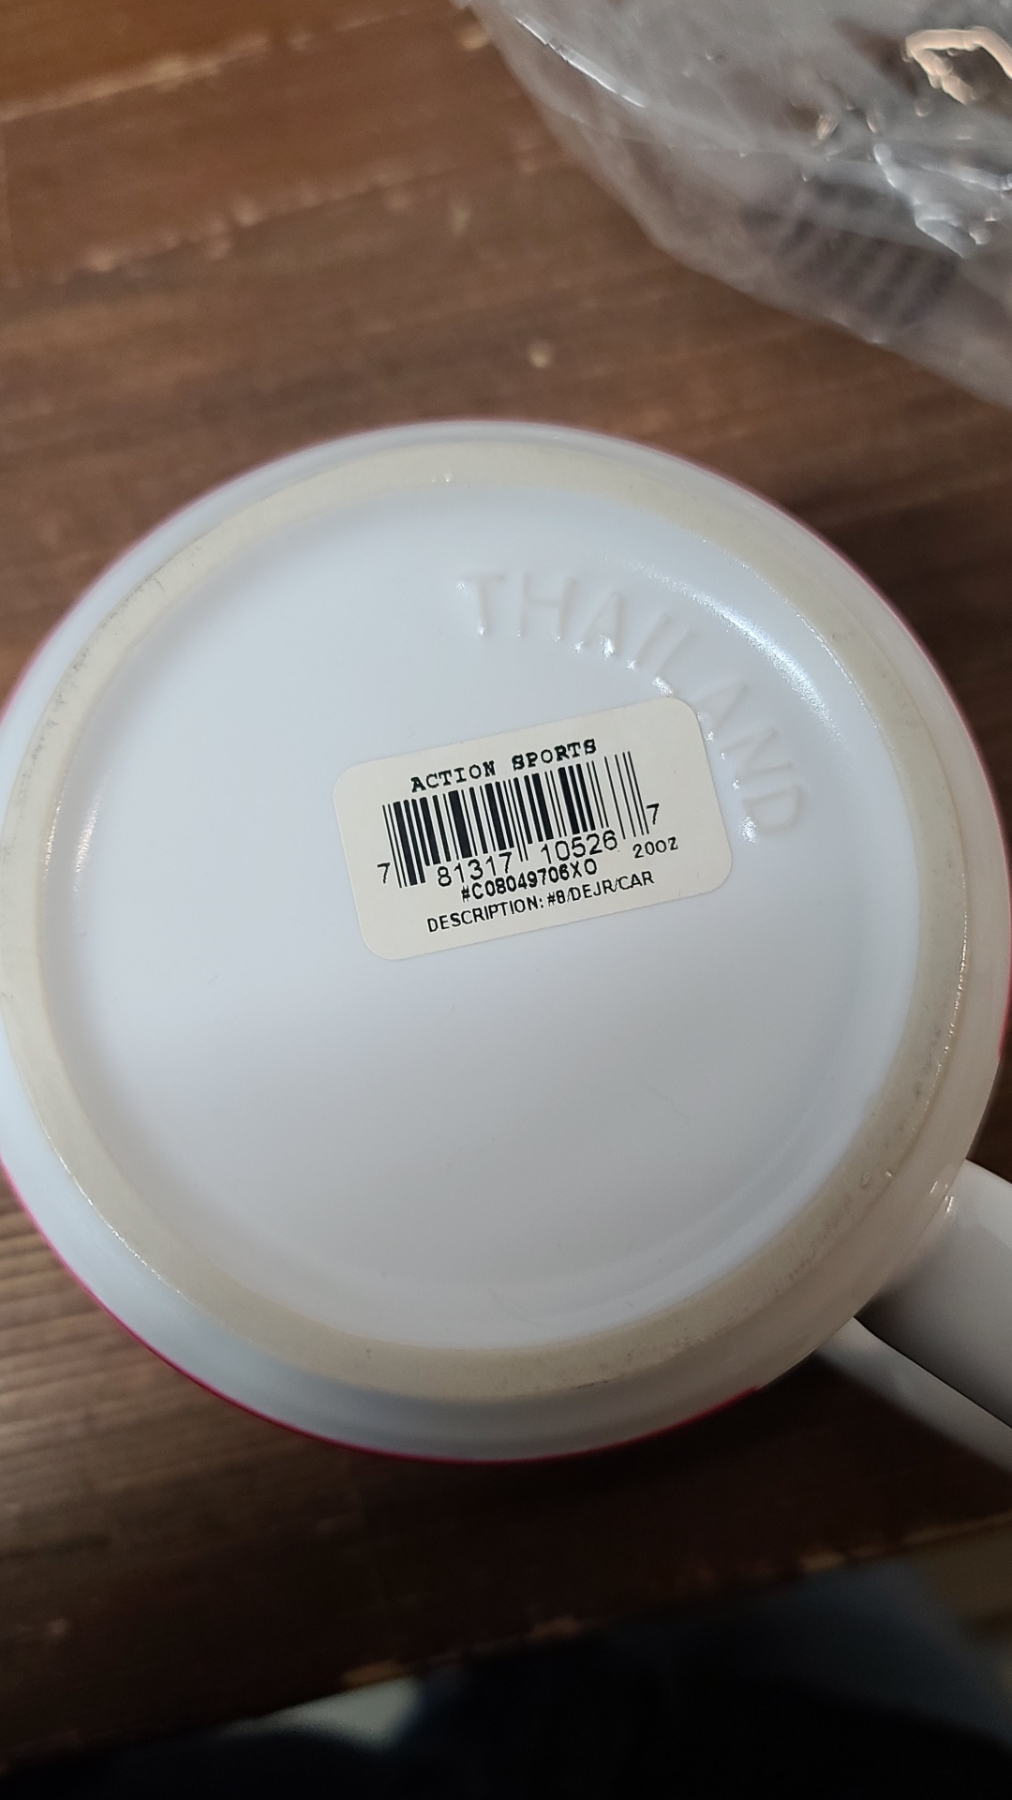 THAILAND
ACTION SPORTS
7 81317 10526 7
#C08049706XO 20oz
DESCRIPTION: #8/DEJR/CAR